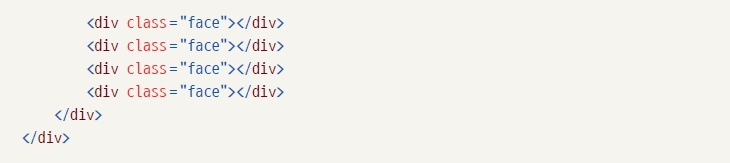 <div class="face"></div>
        <div class="face"></div>
        <div class="face"></div>
        <div class="face"></div>
    </div>
</div>